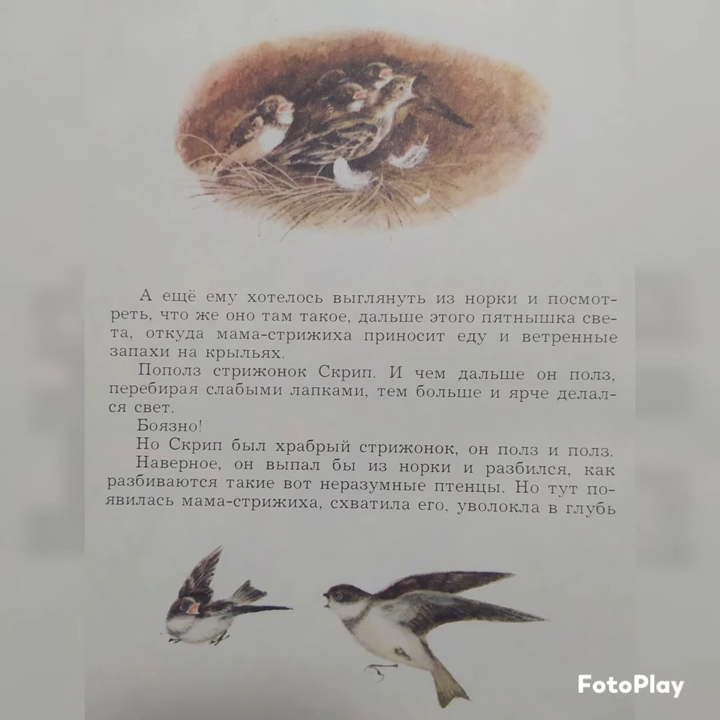 А ещё ему хотелось выглянуть из норки и посмот-
реть, что же оно там такое, дальше этого пятнышка све-
та, откуда мама-стрижиха приносит еду и ветренные
запахи на крыльях.
Пополз стрижонок Скрип. И чем дальше он полз,
перебирая слабыми лапками, тем больше и ярче делал-
ся свет.
Боязно!
Но Скрип был храбрый стрижонок, он полз и полз.
Наверное, он выпал бы из норки и разбился, как
разбиваются такие вот неразумные птенцы. Но тут по-
явилась мама-стрижиха, схватила его, уволокла в глубь
FotoPlay